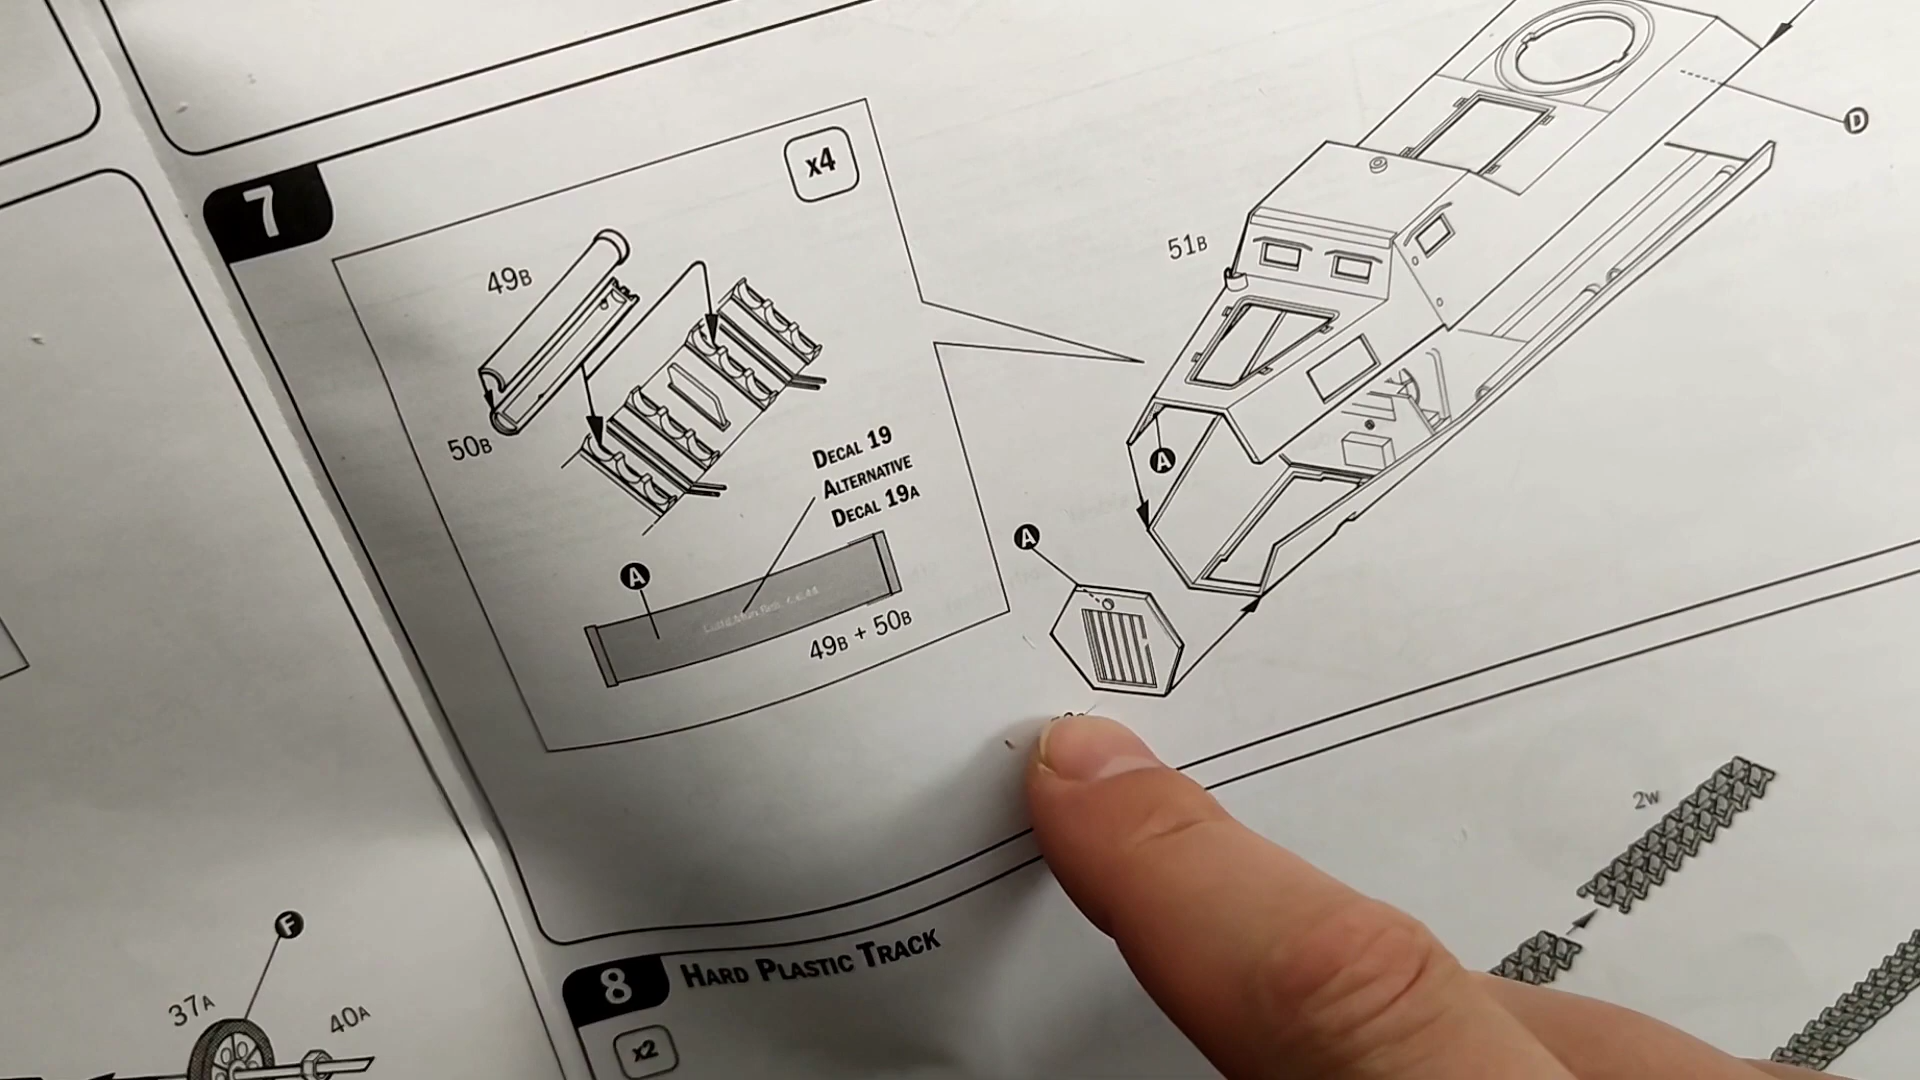 7
x4
49B
50B
DECAL 19
ALTERNATIVE
DECAL 19A
A
49B + 50B
51B
D
A
A
2W
8 HARD PLASTIC TRACK
x2
F
37A
40A